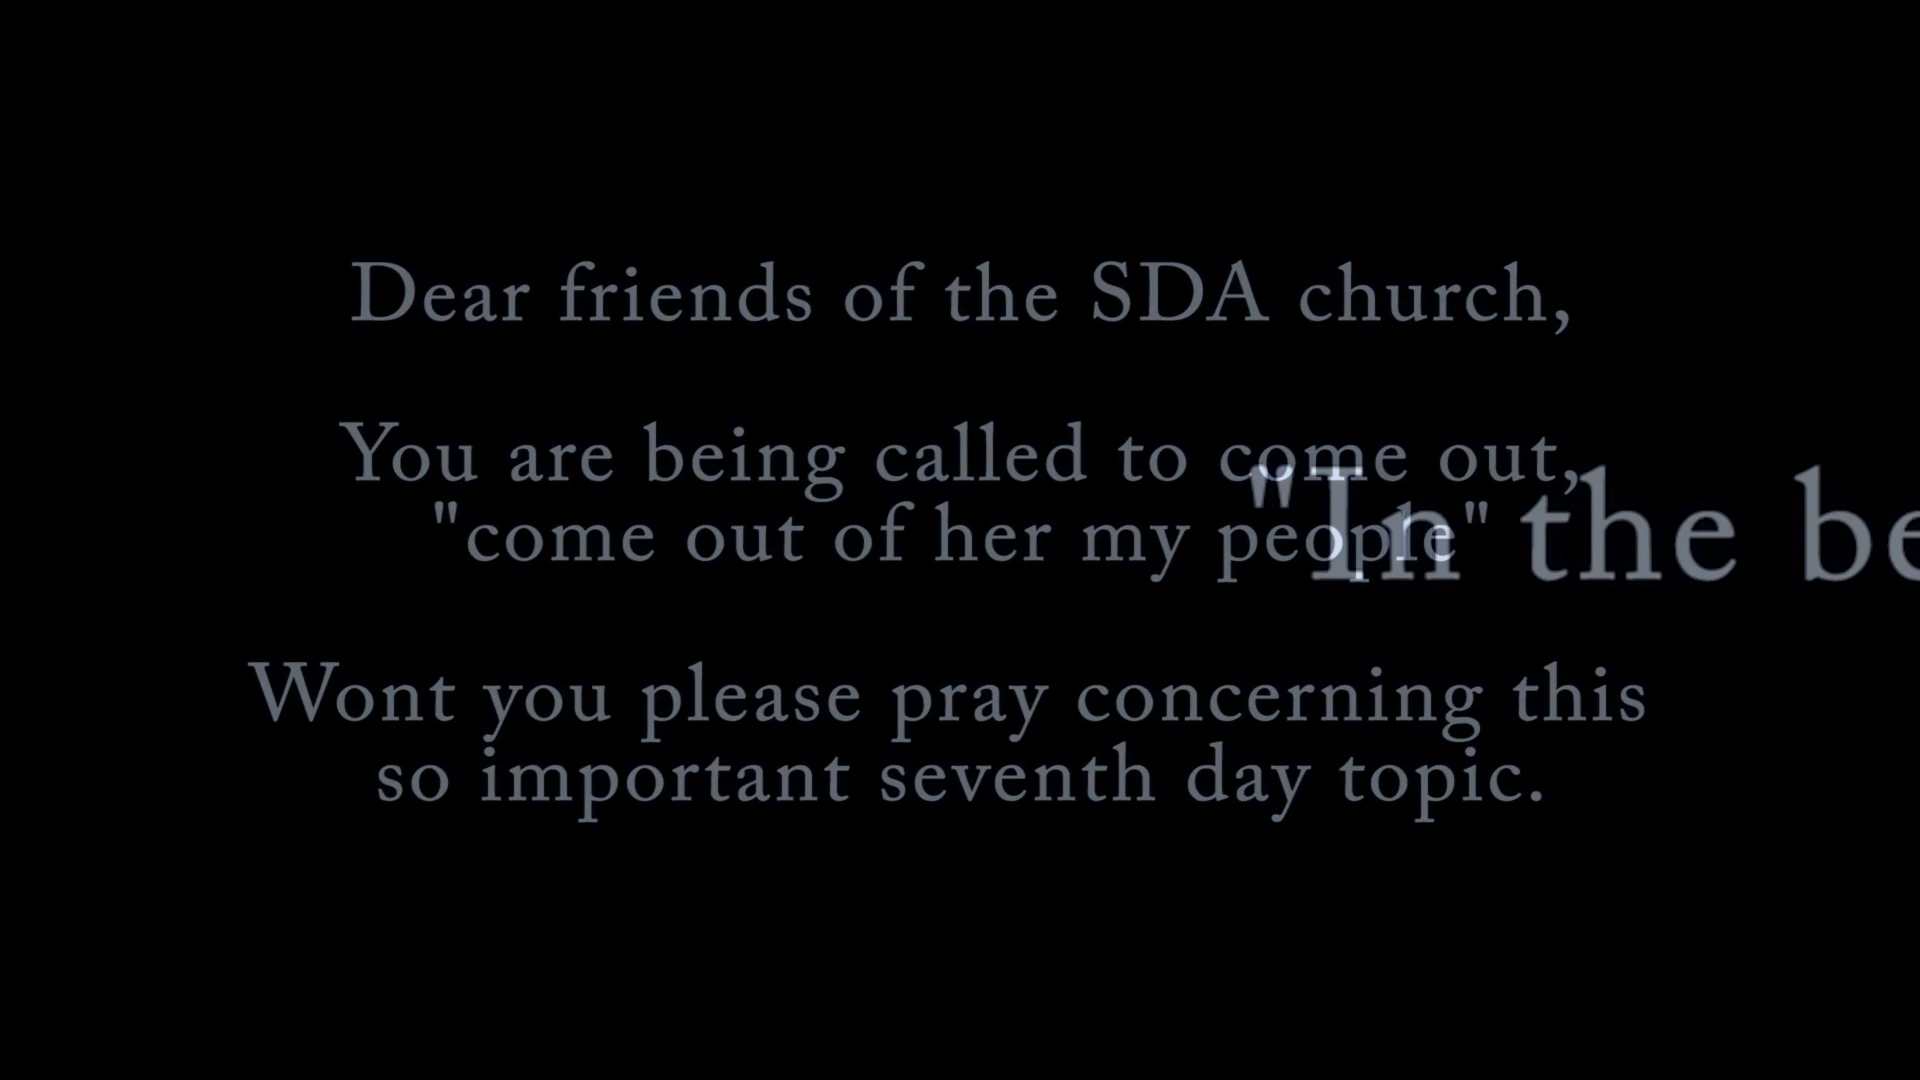 Dear friends of the SDA church,
You are being called to come out,
"come out of her my people"
"In the be
Wont you please pray concerning this
so important seventh day topic.